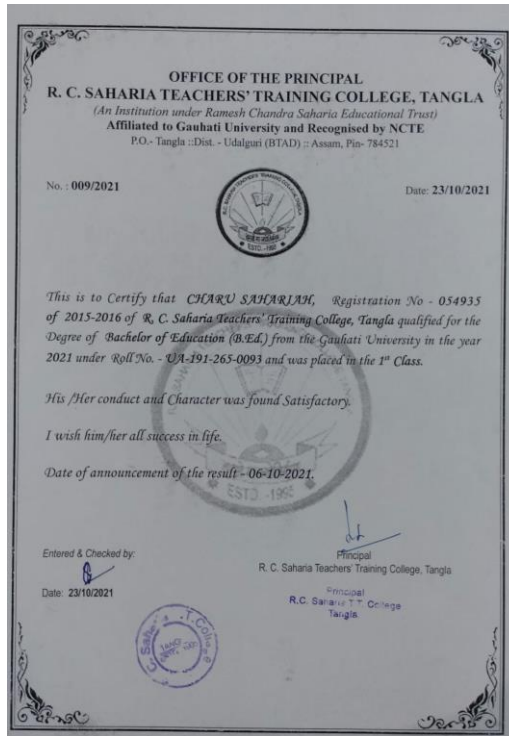 OFFICE OF THE PRINCIPAL
R. C. SAHARIA TEACHERS' TRAINING COLLEGE, TANGLA
(An Institution under Ramesh Chandra Saharia Educational Trust)
Affiliated to Gauhati University and Recognised by NCTE
P.O.- Tangla ::Dist. - Udalguri (BTAD) :: Assam, Pin- 784521
No. : 009/2021
Date: 23/10/2021
This is to Certify that CHARU SAHARIAH, Registration No - 054935
of 2015-2016 of R. C. Saharia Teachers' Training College, Tangla qualified for the
Degree of Bachelor of Education (B.Ed.) from the Gauhati University in the year
2021 under Roll No. - UA-191-265-0093 and was placed in the 1st Class.
His /Her conduct and Character was found Satisfactory.
I wish him/her all success in life.
Date of announcement of the result - 06-10-2021.
ESTD. -199
Entered & Checked by:
Date: 23/10/2021
Principal
R. C. Saharia Teachers' Training College, Tangla
Principal
R.C. Saharia T.T. College
Tangla.